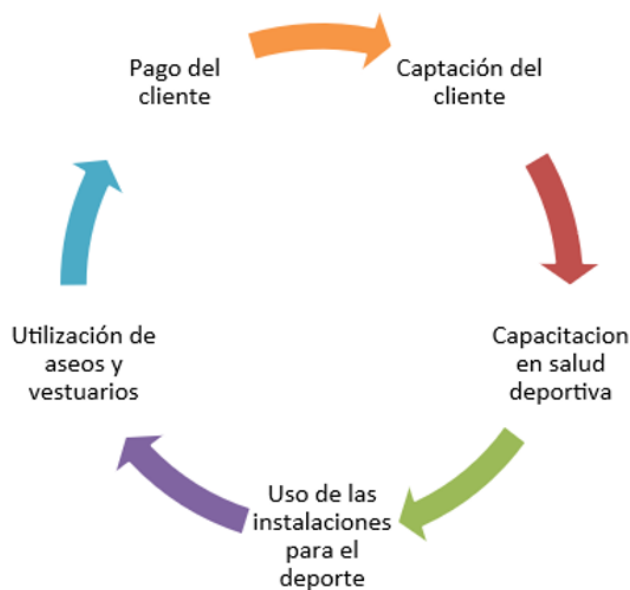 Pago del
cliente
Captación del
cliente
Capacitacion
en salud
deportiva
Uso de las
instalaciones
para el
deporte
Utilización de
aseos y
vestuarios